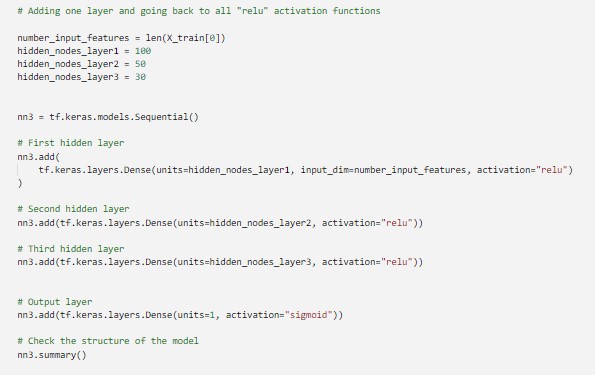 # Adding one layer and going back to all "relu" activation functions
number_input_features = len(X_train[0])
hidden_nodes_layer1 = 100
hidden_nodes_layer2 = 50
hidden_nodes_layer3 = 30
nn3 = tf.keras.models.Sequential()
# First hidden layer
nn3.add(
    tf.keras.layers.Dense(units=hidden_nodes_layer1, input_dim=number_input_features, activation="relu")
)
# Second hidden layer
nn3.add(tf.keras.layers.Dense(units=hidden_nodes_layer2, activation="relu"))
# Third hidden layer
nn3.add(tf.keras.layers.Dense(units=hidden_nodes_layer3, activation="relu"))
# Output layer
nn3.add(tf.keras.layers.Dense(units=1, activation="sigmoid"))
# Check the structure of the model
nn3.summary()